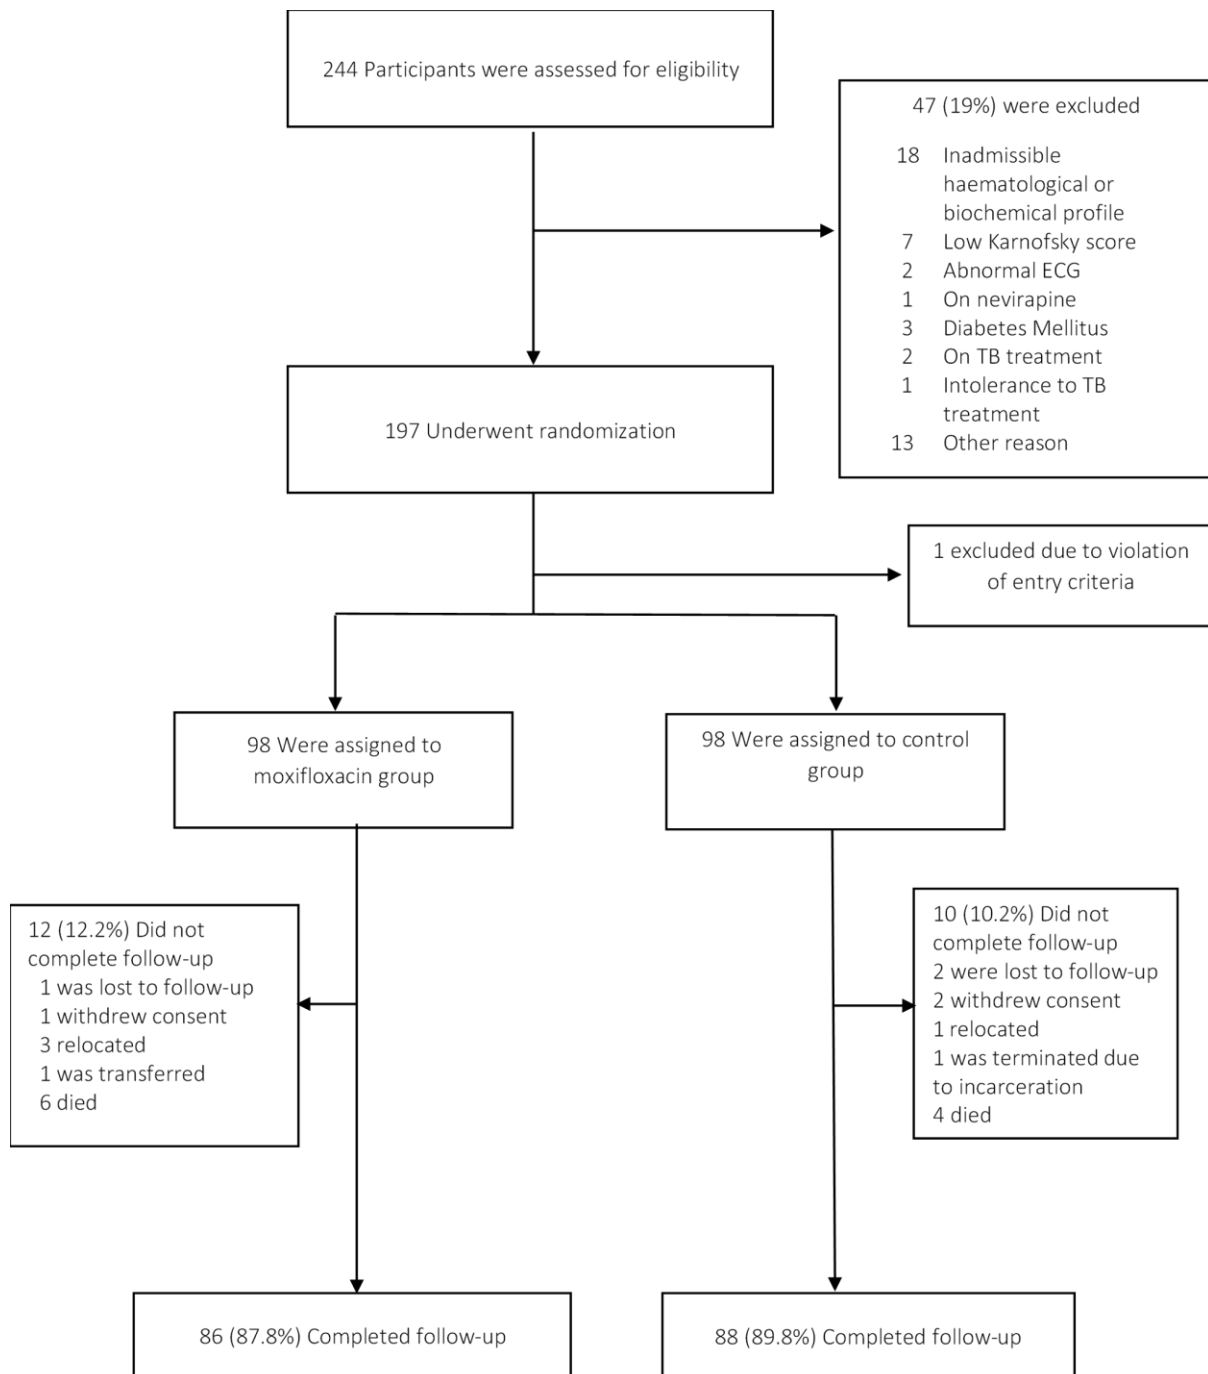 244 Participants were assessed for eligibility
47 (19%) were excluded
18 Inadmissible
haematological or
biochemical profile
7 Low Karnofsky score
2 Abnormal ECG
1 On nevirapine
3 Diabetes Mellitus
2 On TB treatment
1 Intolerance to TB
treatment
13 Other reason
197 Underwent randomization
1 excluded due to violation
of entry criteria
98 Were assigned to
moxifloxacin group
98 Were assigned to control
group
12 (12.2%) Did not
complete follow-up
1 was lost to follow-up
1 withdrew consent
3 relocated
1 was transferred
6 died
10 (10.2%) Did not
complete follow-up
2 were lost to follow-up
2 withdrew consent
1 relocated
1 was terminated due
to incarceration
4 died
86 (87.8%) Completed follow-up
88 (89.8%) Completed follow-up